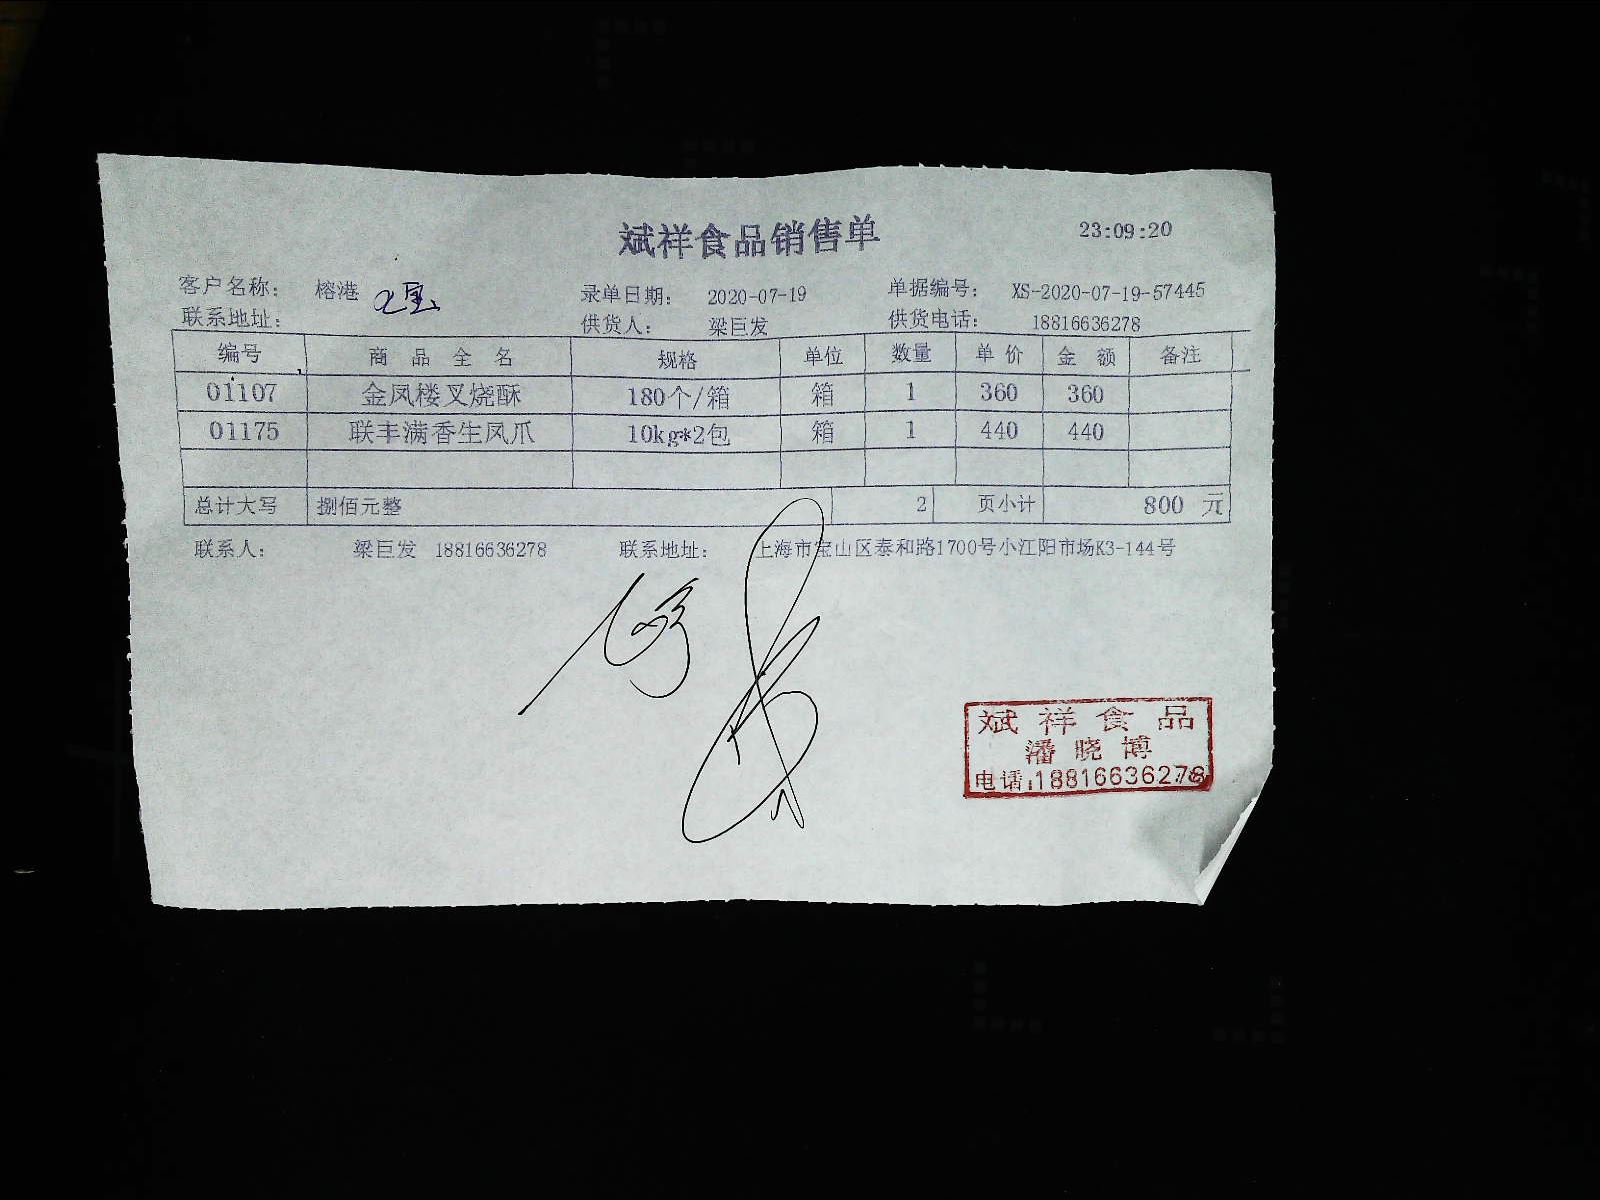 斌祥食品销售单 23:09:20
客户名称： 榕港 录单日期： 2020-07-19 单据编号： XS-2020-07-19-57445
联系地址： 供货人： 梁巨发 供货电话： 18816636278
编号 商品全名 规格 单位 数量 单价 金额 备注
01107 金凤楼叉烧酥 180个/箱 箱 1 360 360
01175 联丰满香生凤爪 10kg*2包 箱 1 440 440
总计大写 捌佰元整 2 页小计 800 元
联系人： 梁巨发 18816636278 联系地址： 上海市宝山区泰和路1700号小江阳市场K3-144号
斌祥食品
潘晓博
电话:18816636278